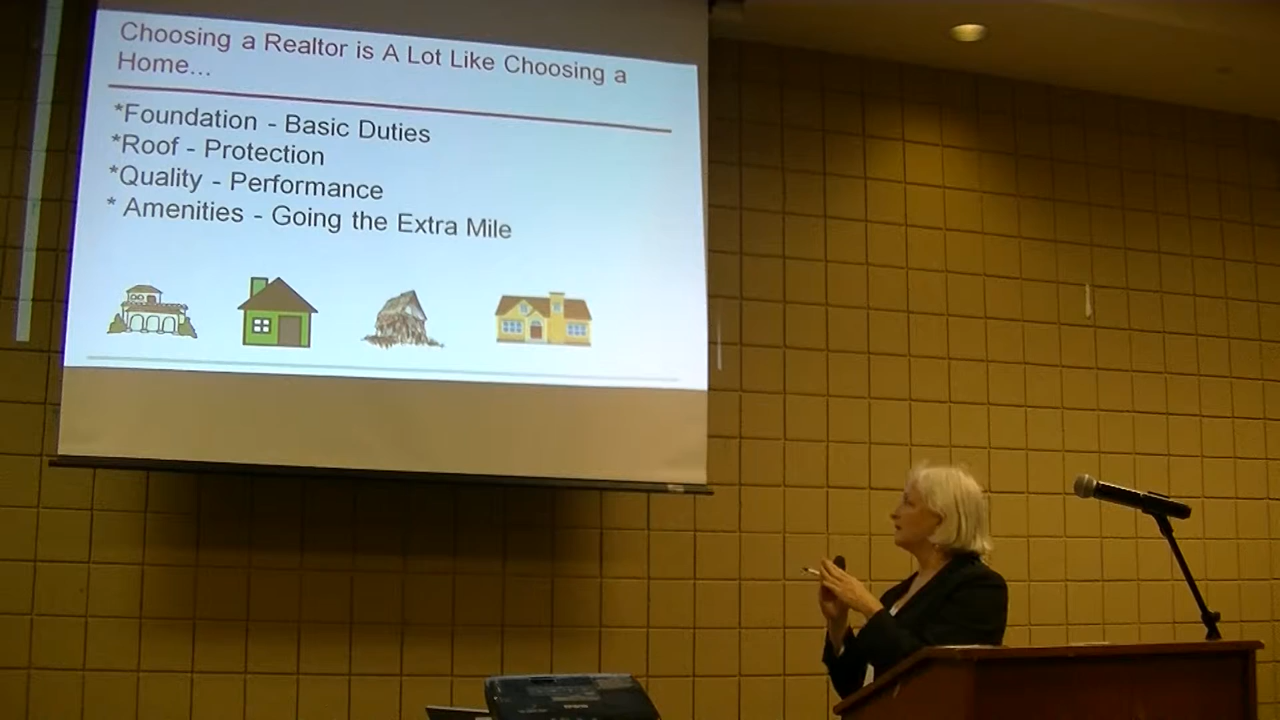 Choosing a Realtor is A Lot Like Choosing a
Home...
*Foundation - Basic Duties
*Roof - Protection
*Quality - Performance
* Amenities - Going the Extra Mile
EPSON